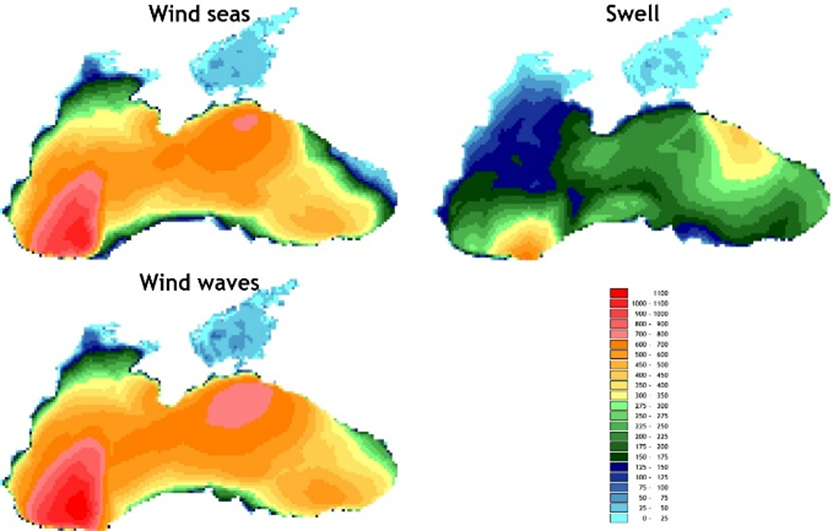 Wind seas
Swell
Wind waves
1100
1000 - 1100
900 - 1000
800 - 900
700 - 800
600 - 700
500 - 600
450 - 500
400 - 450
350 - 400
300 - 350
275 - 300
250 - 275
225 - 250
200 - 225
175 - 200
150 - 175
125 - 150
100 - 125
75 - 100
50 - 75
25 - 50
0 - 25